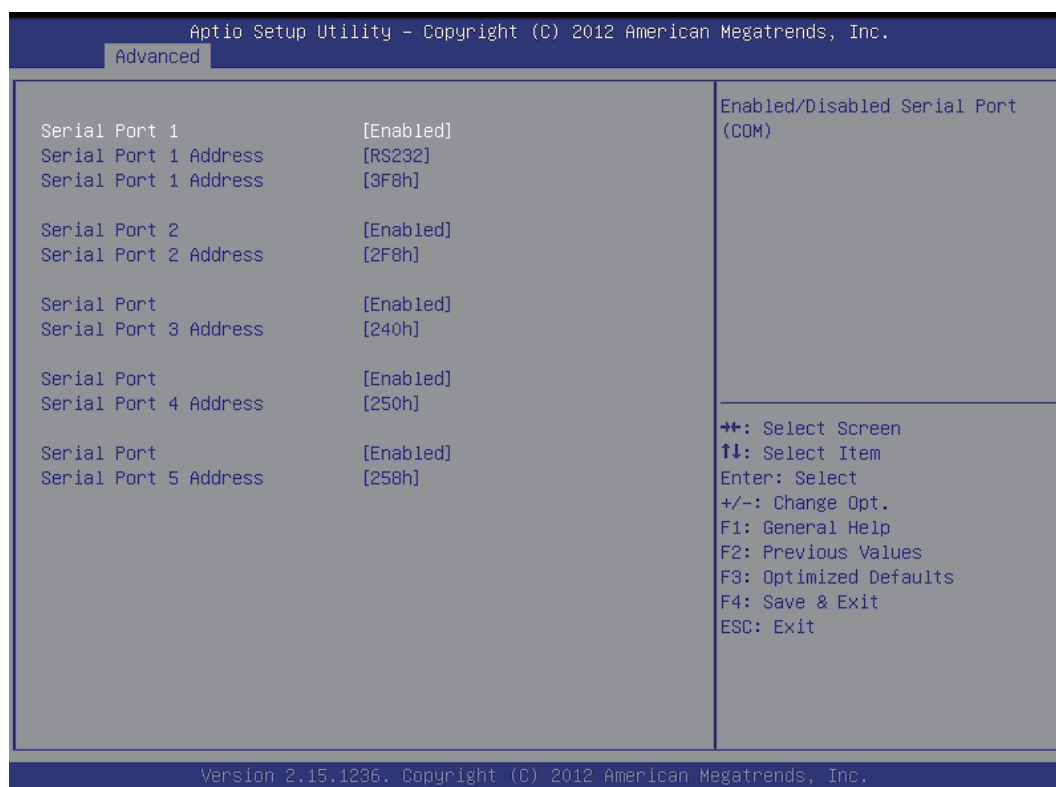 Aptio Setup Utility – Copyright (C) 2012 American Megatrends, Inc.
Advanced
Serial Port 1 [Enabled]
Serial Port 1 Address [RS232]
Serial Port 1 Address [3F8h]
Serial Port 2 [Enabled]
Serial Port 2 Address [2F8h]
Serial Port [Enabled]
Serial Port 3 Address [240h]
Serial Port [Enabled]
Serial Port 4 Address [250h]
Serial Port [Enabled]
Serial Port 5 Address [258h]
Enabled/Disabled Serial Port
(COM)
→←: Select Screen
↑↓: Select Item
Enter: Select
+/-: Change Opt.
F1: General Help
F2: Previous Values
F3: Optimized Defaults
F4: Save & Exit
ESC: Exit
Version 2.15.1236. Copyright (C) 2012 American Megatrends, Inc.